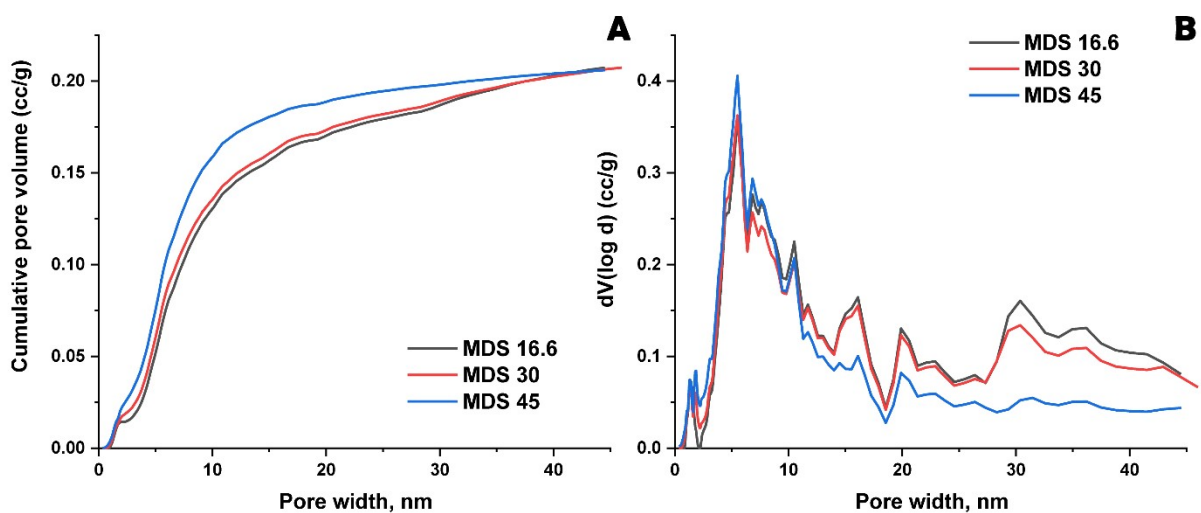 A
Cumulative pore volume (cc/g)
0.20
0.15
0.10
0.05
0.00
0
10
20
30
40
Pore width, nm
MDS 16.6
MDS 30
MDS 45
B
dV(log d) (cc/g)
0.4
0.3
0.2
0.1
0.0
0
10
20
30
40
Pore width, nm
MDS 16.6
MDS 30
MDS 45